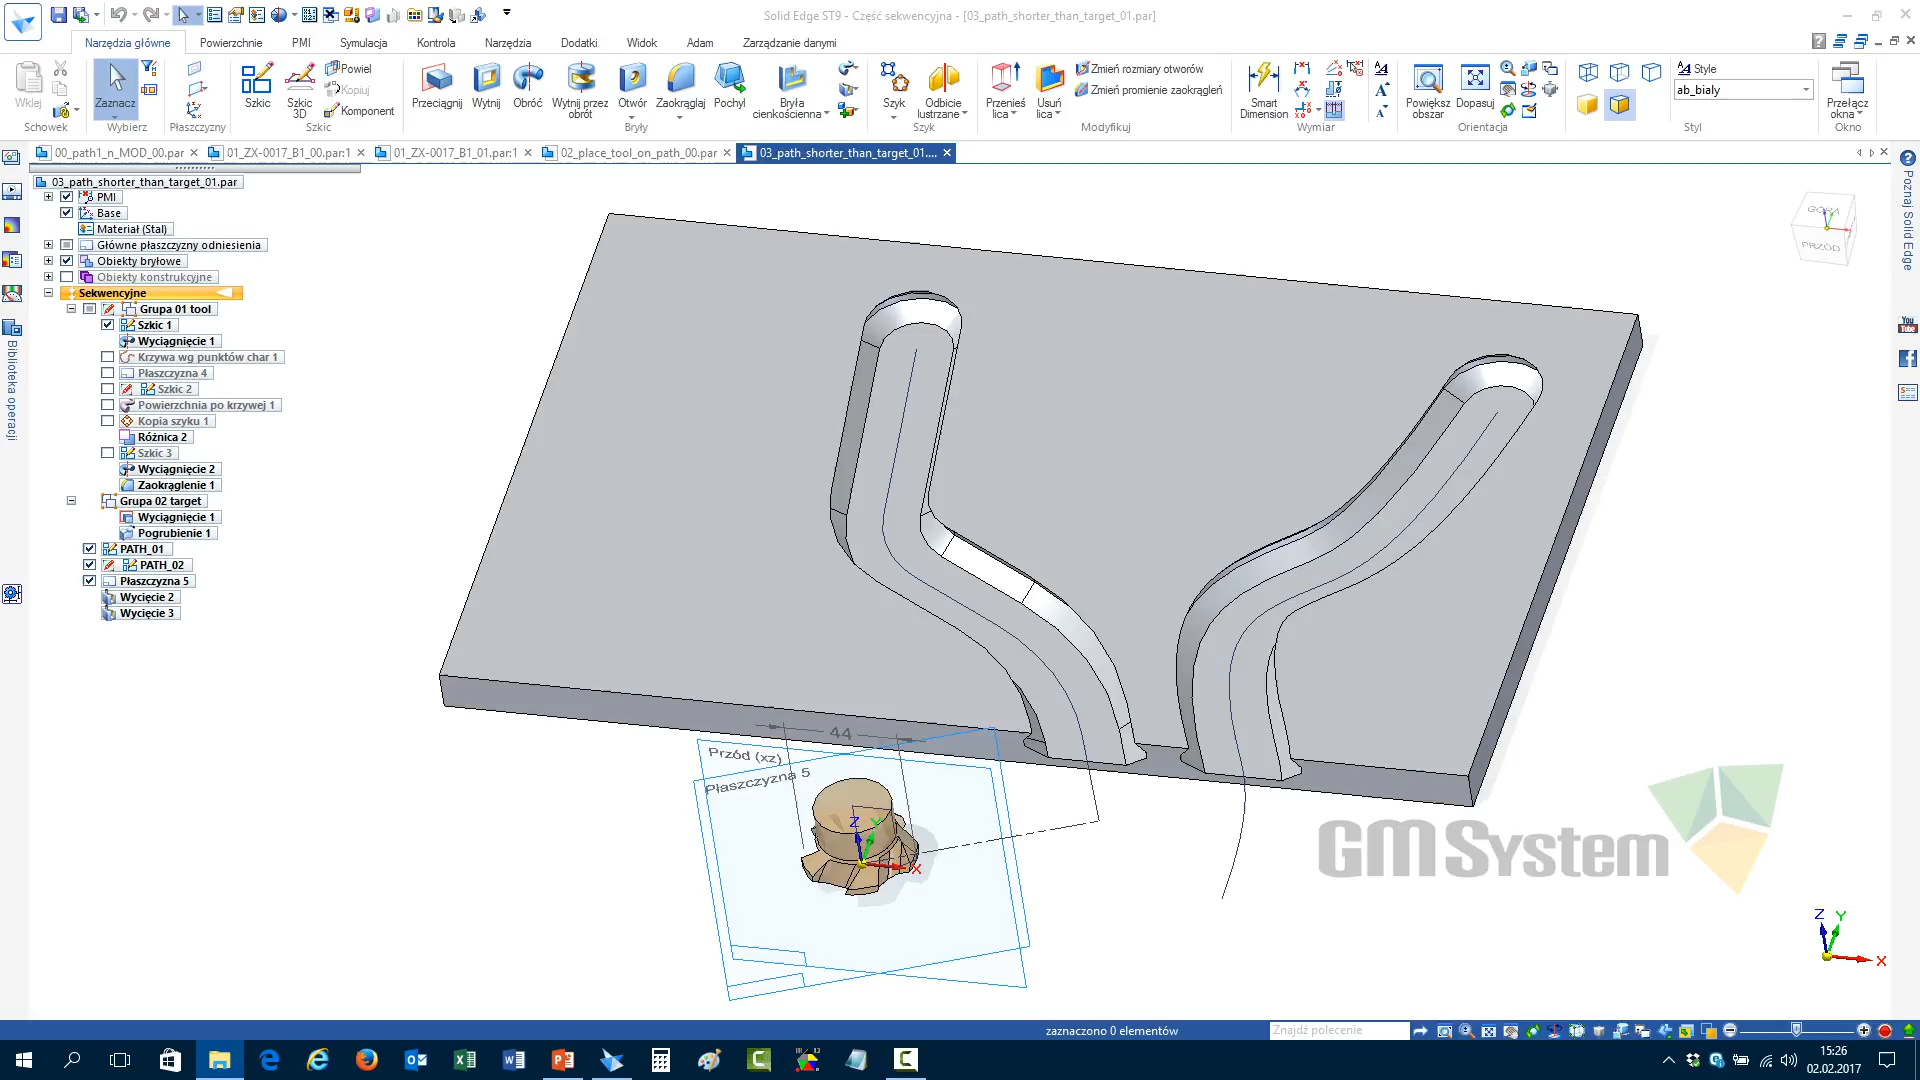 Solid Edge ST9 - Część sekwencyjna - [03_path_shorter_than_target_01.par]
Narzędzia główne
Powierzchnie
PMI
Symulacja
Kontrola
Narzędzia
Dodatki
Widok
Adam
Zarządzanie danymi
Wklej
Schowek
Zaznacz
Wybierz
Płaszczyzny
Szkic
Szkic 3D
Powiel
Kopiuj
Komponent
Szkic
Przeciągnij
Wytnij
Obróć
Wytnij przez obrót
Otwór
Zaokrąglaj
Pochyl
Bryła cienkościenna
Bryły
Szyk
Odbicie lustrzane
Szyk
Przenieś lica
Usuń lica
Zmień rozmiary otworów
Zmień promienie zaokrągleń
Modyfikuj
Smart Dimension
Wymiar
Powiększ obszar
Dopasuj
Orientacja
Style
ab_bialy
Styl
Przełącz okna
Okno
00_path1_n_MOD_00.par
01_ZX-0017_B1_00.par:1
01_ZX-0017_B1_01.par:1
02_place_tool_on_path_00.par
03_path_shorter_than_target_01....
03_path_shorter_than_target_01.par
PMI
Base
Materiał (Stal)
Główne płaszczyzny odniesienia
Obiekty bryłowe
Obiekty konstrukcyjne
Sekwencyjne
Grupa 01 tool
Szkic 1
Wyciągnięcie 1
Krzywa wg punktów char 1
Płaszczyzna 4
Szkic 2
Powierzchnia po krzywej 1
Kopia szyku 1
Różnica 2
Szkic 3
Wyciągnięcie 2
Zaokrąglenie 1
Grupa 02 target
Wyciągnięcie 1
Pogrubienie 1
PATH_01
PATH_02
Płaszczyzna 5
Wycięcie 2
Wycięcie 3
Biblioteka operacji
Poznaj Solid Edge
You Tube
GÓRA
PRZÓD
44
Przód (xz)
Płaszczyzna 5
Z
Y
X
GM System
Z
Y
X
zaznaczono 0 elementów
Znajdź polecenie
15:26
02.02.2017